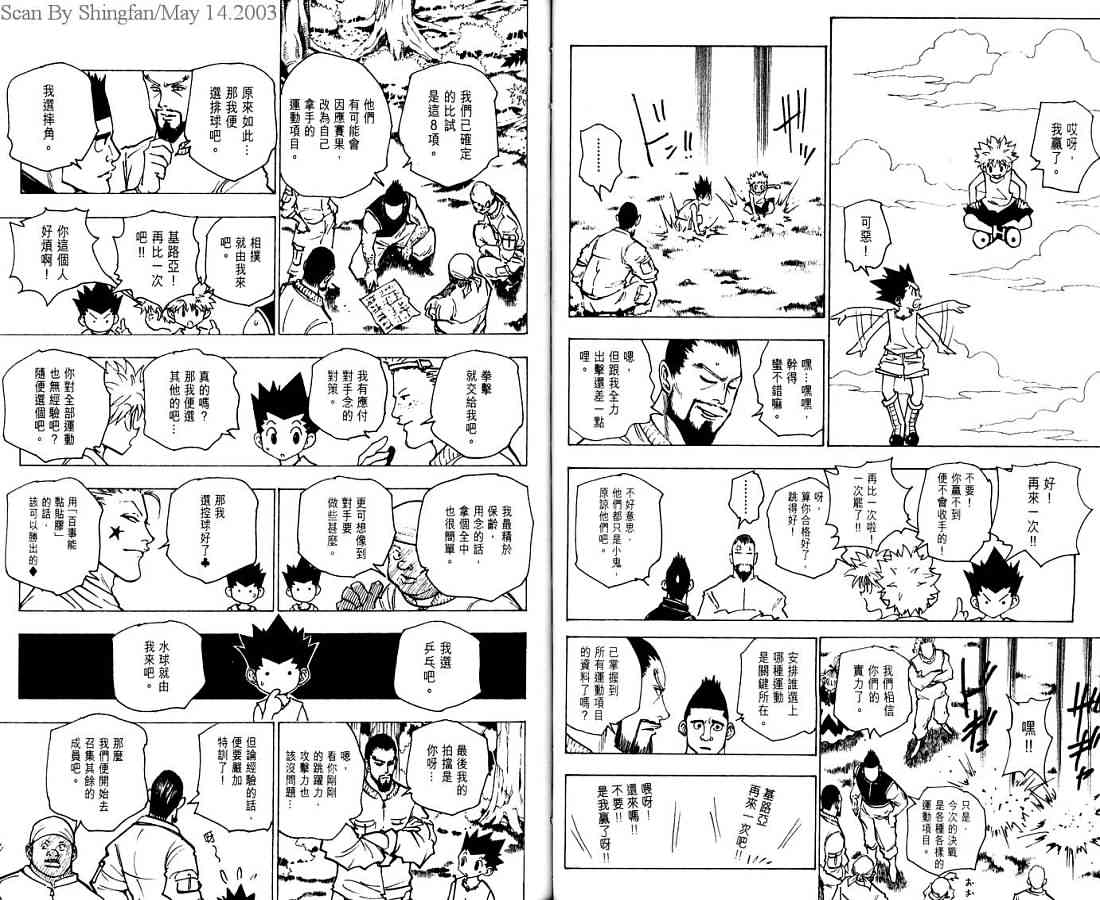 Scan By Shingfan/May 14.2003
哎呀，
我贏了。
可惡！
ドドッ
………
嘿…嘿嘿，
幹得
蠻不錯嘛。
嗯，
但跟我全力
出擊還差一點
哩。
好！
再來一次!!
不要！
你贏不到
便不會收手的！
再比一次啦！
一次罷了!!
呀，
算你合格好了，
跳得好！
………
不好意思，
他們都只是小鬼，
原諒他們吧。
嘿!!
我們相信
你們的
實力了。
只是，
今次的決戰
是各種各樣的
運動項目。
安排誰選上
哪種運動
是關鍵所在。
已掌握到
所有運動項目
的資料了嗎？
基路亞
再來一次吧!!
喂呀！
還來嗎!!
不要!!
是我贏了呀!!
我們已確定
的比試
是這8項。
他們
有可能會
因應賽果，
改為自己
拿手的
運動項目。
原來如此…
那我便
選排球吧。
我選摔角。
相撲
就由我來
吧。
基路亞！
再比一次
吧!!
你這個人
好煩啊！
拳擊
就交給我吧。
我有應付
對手念的
對策。
真的嗎？
那我便選
其他的吧…
你對全部運動
也無經驗吧？
隨便選個吧。
我最精於
保齡，
用念的話，
拿個全中
也很簡單。
更可想像到
對手要
做些甚麼。
那我
選控球好了♣
用「百事能
黏貼膠」
的話，
該可以勝出的♠
我選
乒乓吧。
水球就由
我來吧。
最後我的
拍擋是
你呀…
嗯，
看你剛剛
的跳躍力，
攻擊力也
該沒問題…
但論經驗的話，
便要嚴加
特訓了！
呀
那麼
我們便開始去
召集其餘的
成員吧。